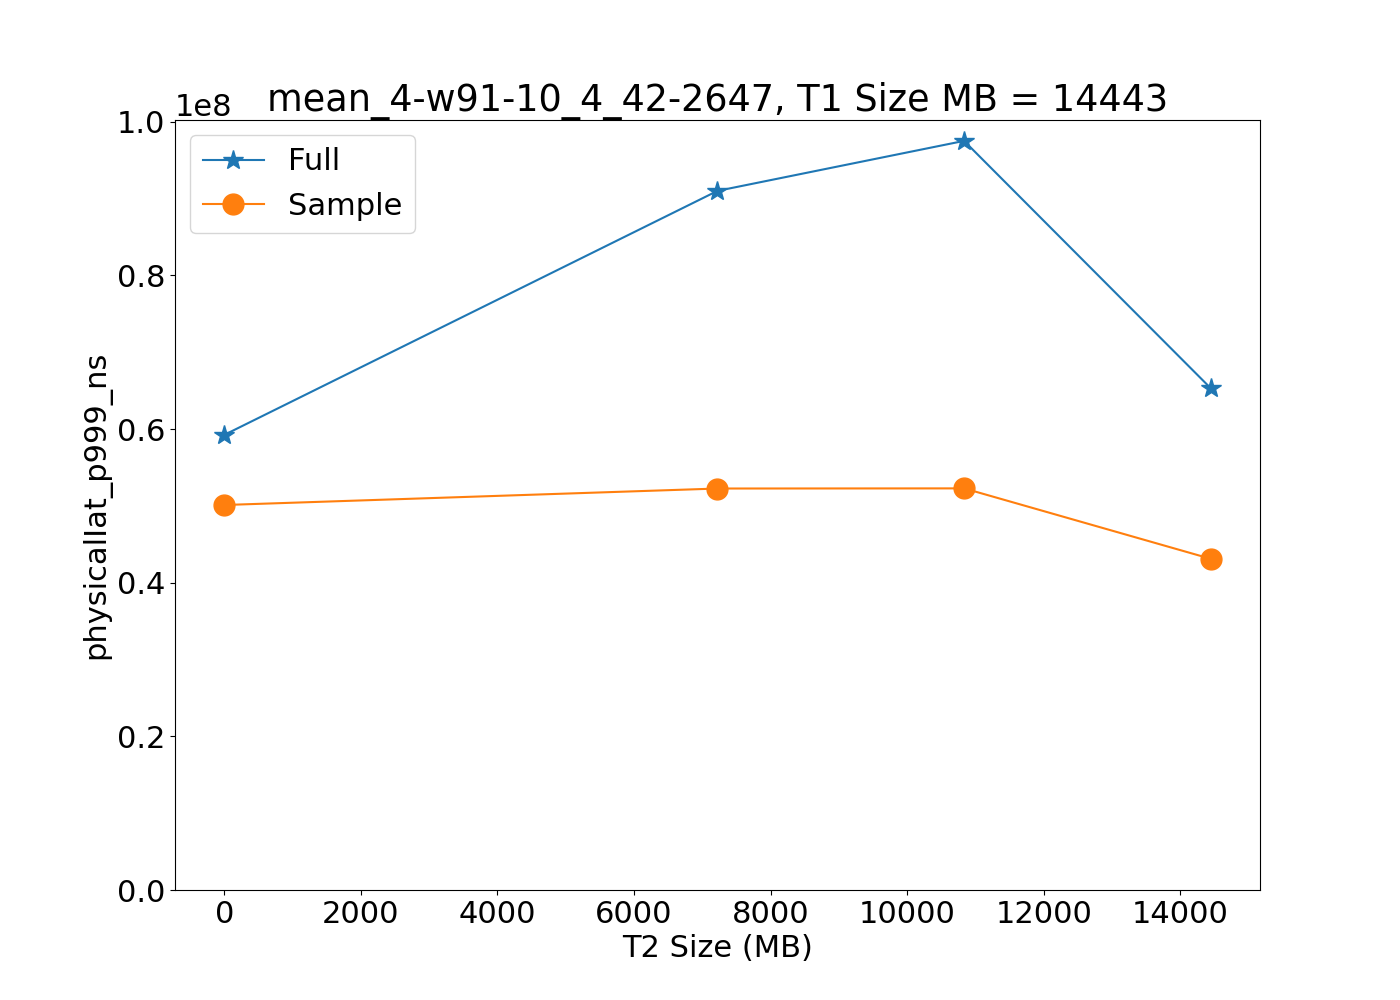 mean_4-w91-10_4_42-2647, T1 Size MB = 14443
1e8
Full
Sample
1.0
0.8
0.6
0.4
0.2
0.0
physicallat_p999_ns
0 2000 4000 6000 8000 10000 12000 14000
T2 Size (MB)